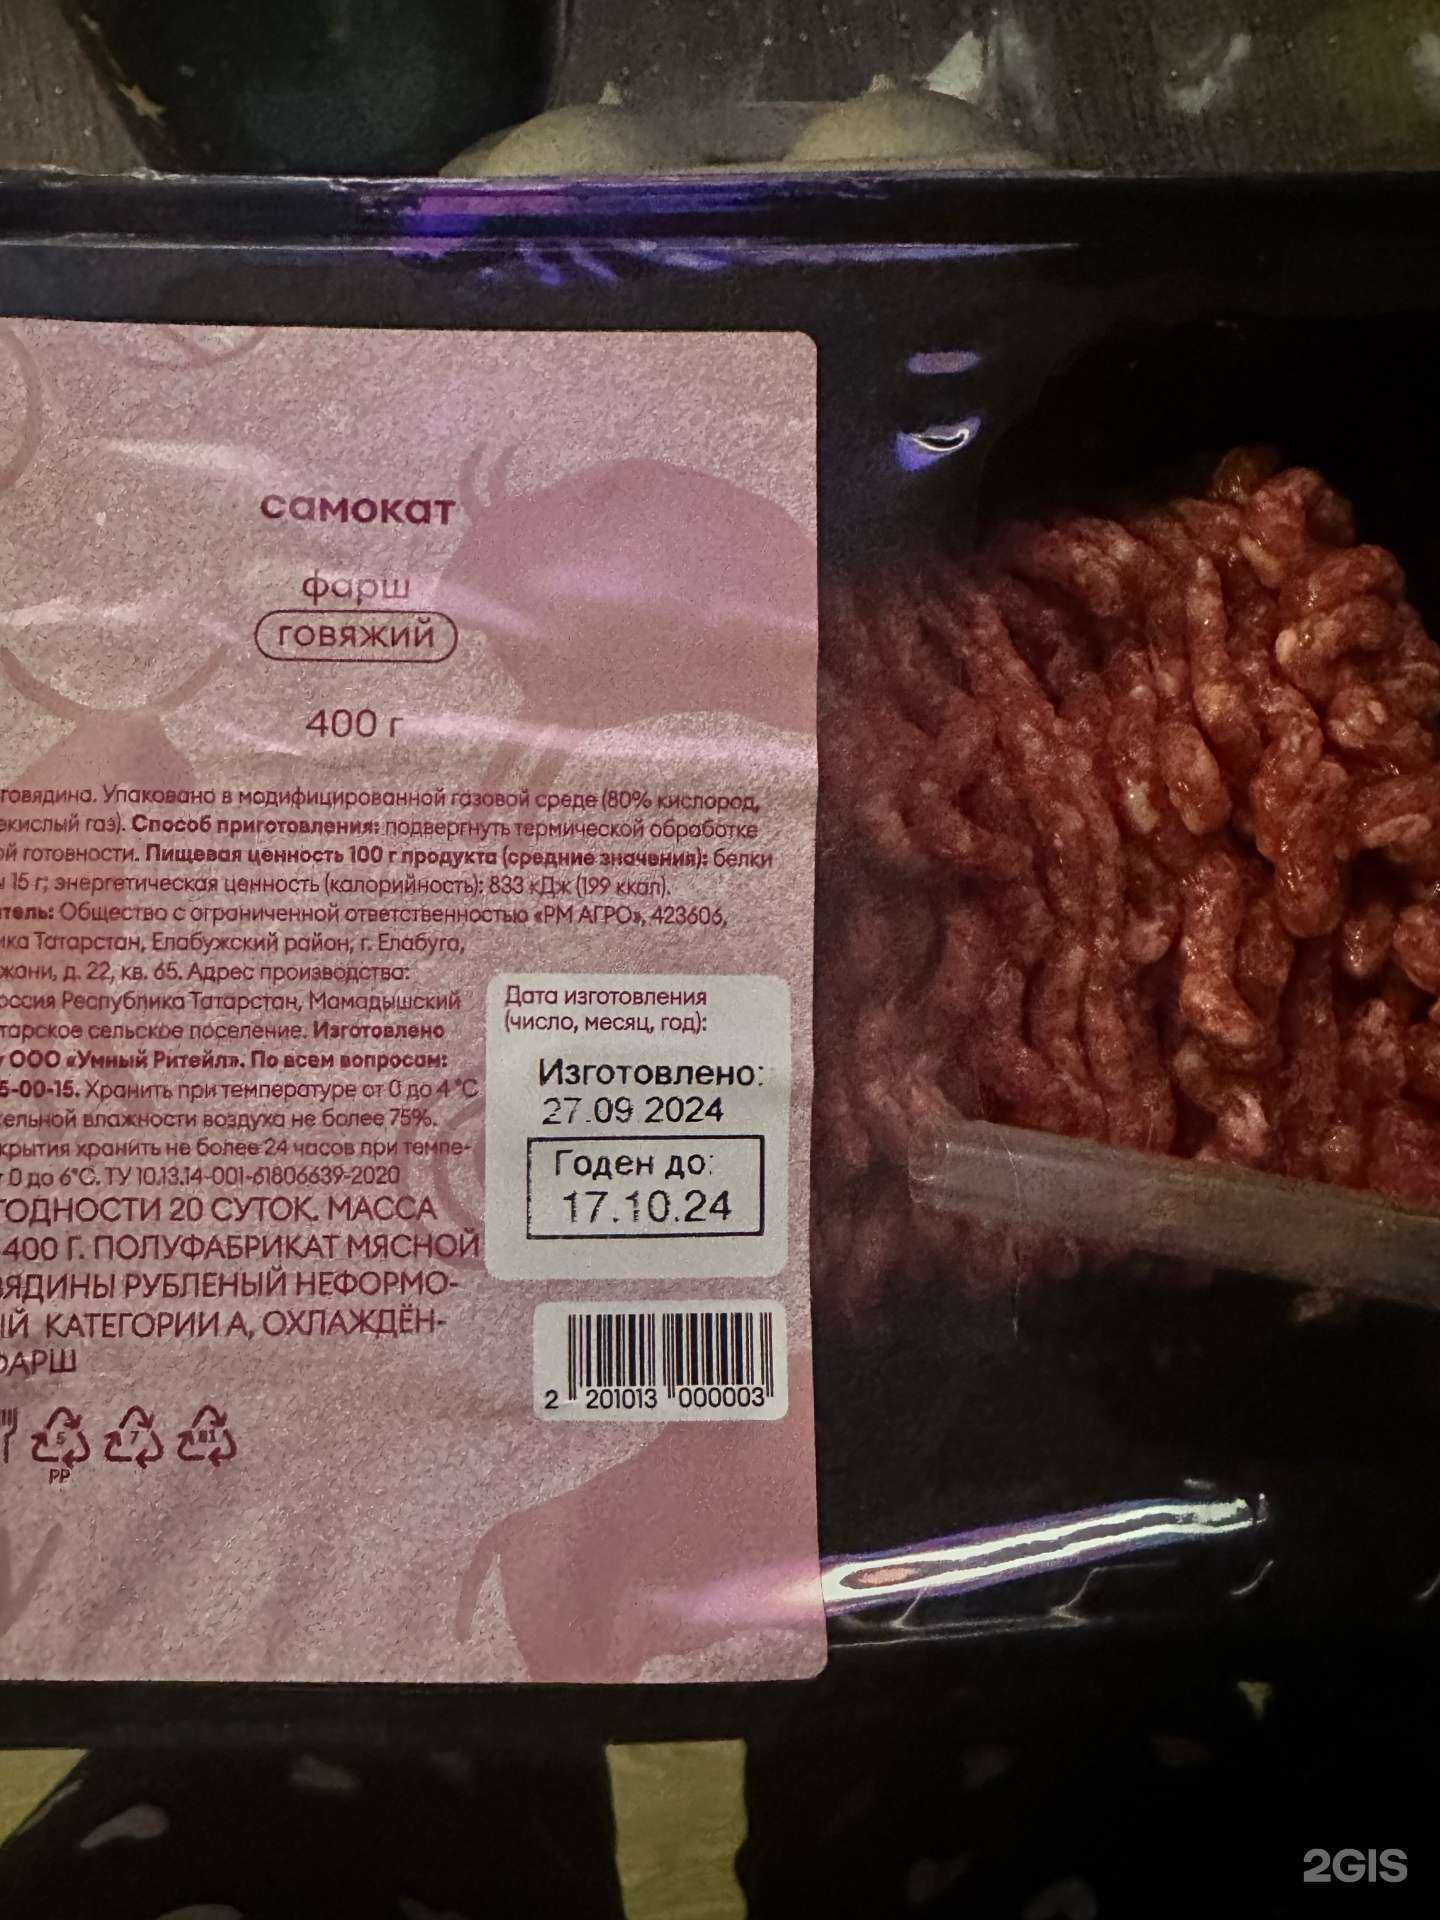 самокат
фарш
говяжий
400 г
говядина. Упаковано в модифицированной газовой среде (80% кислород,
екислый газ). Способ приготовления: подвергнуть термической обработке
ой готовности. Пищевая ценность 100 г продукта (средние значения): белки
ы 15 г; энергетическая ценность (калорийность): 833 кДж (199 ккал).
тель: Общество с ограниченной ответственностью «РМ АГРО», 423606,
ика Татарстан, Елабужский район, г. Елабуга,
жани, д. 22, кв. 65. Адрес производства:
оссия Республика Татарстан, Мамадышский
тарское сельское поселение. Изготовлено
у ООО «Умный Ритейл». По всем вопросам:
5-00-15. Хранить при температуре от 0 до 4 °С
тельной влажности воздуха не более 75%.
крытия хранить не более 24 часов при темпе-
т 0 до 6°С. ТУ 10.13.14-001-61806639-2020
ГОДНОСТИ 20 СУТОК. МАССА
400 Г. ПОЛУФАБРИКАТ МЯСНОЙ
ВЯДИНЫ РУБЛЕНЫЙ НЕФОРМО-
ЫЙ КАТЕГОРИИ А, ОХЛАЖДЁН-
ФАРШ
Дата изготовления
(число, месяц, год):
Изготовлено:
27.09 2024
Годен до:
17.10.24
2 201013 000003
5 7 81
PP
2GIS